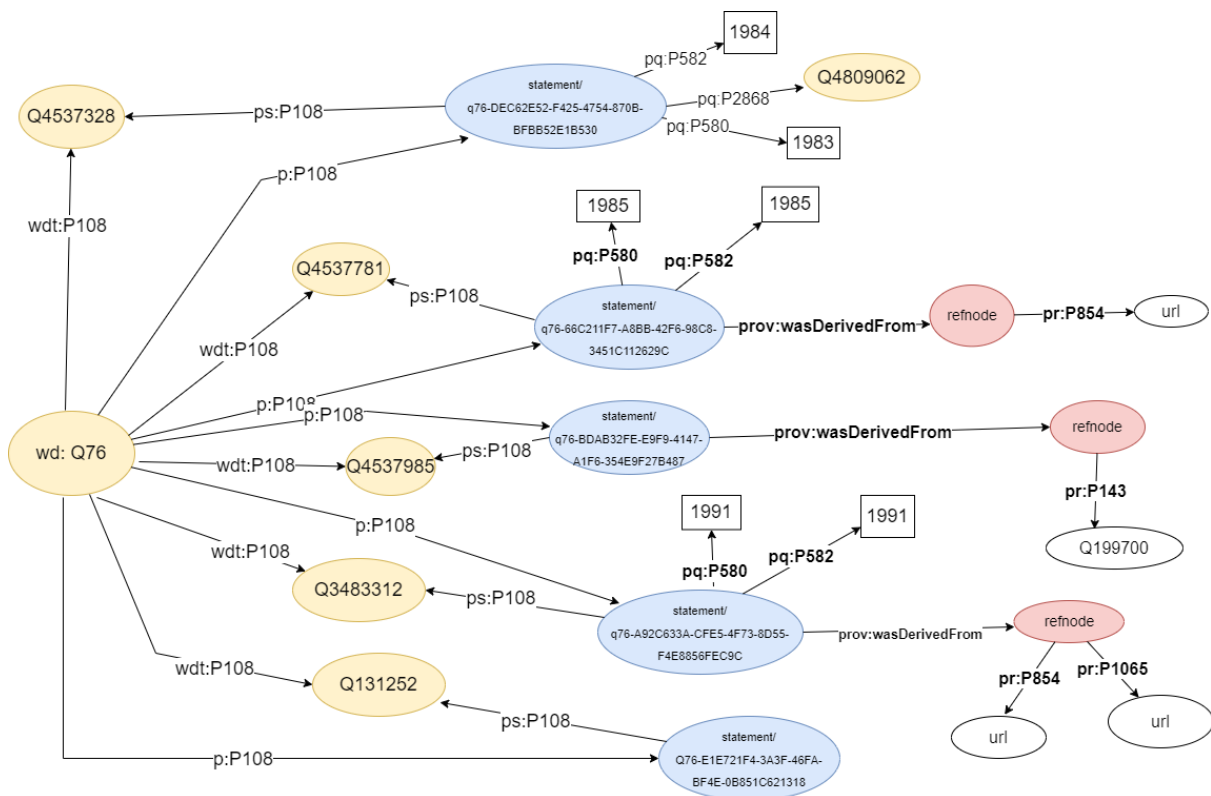 1984
pq:P582
statement/
q76-DEC62E52-F425-4754-870B-
BFBB52E1B530
Q4809062
pq:P2868
Q4537328
ps:P108
pq:P580
1983
p:P108
wdt:P108
1985
1985
pq:P580
pq:P582
Q4537781
ps:P108
statement/
q76-66C211F7-A8BB-42F6-98C8-
3451C112629C
prov:wasDerivedFrom
refnode
pr:P854
url
wdt:P108
p:P108
p:P108
statement/
q76-BDAB32FE-E9F9-4147-
A1F6-354E9F27B487
prov:wasDerivedFrom
refnode
wd: Q76
wdt:P108
Q4537985
ps:P108
pr:P143
Q199700
1991
1991
p:P108
pq:P580
pq:P582
wdt:P108
Q3483312
ps:P108
statement/
q76-A92C633A-CFE5-4F73-8D55-
F4E8856FEC9C
prov:wasDerivedFrom
refnode
pr:P854
pr:P1065
url
url
wdt:P108
Q131252
ps:P108
p:P108
statement/
Q76-E1E721F4-3A3F-46FA-
BF4E-0B851C621318